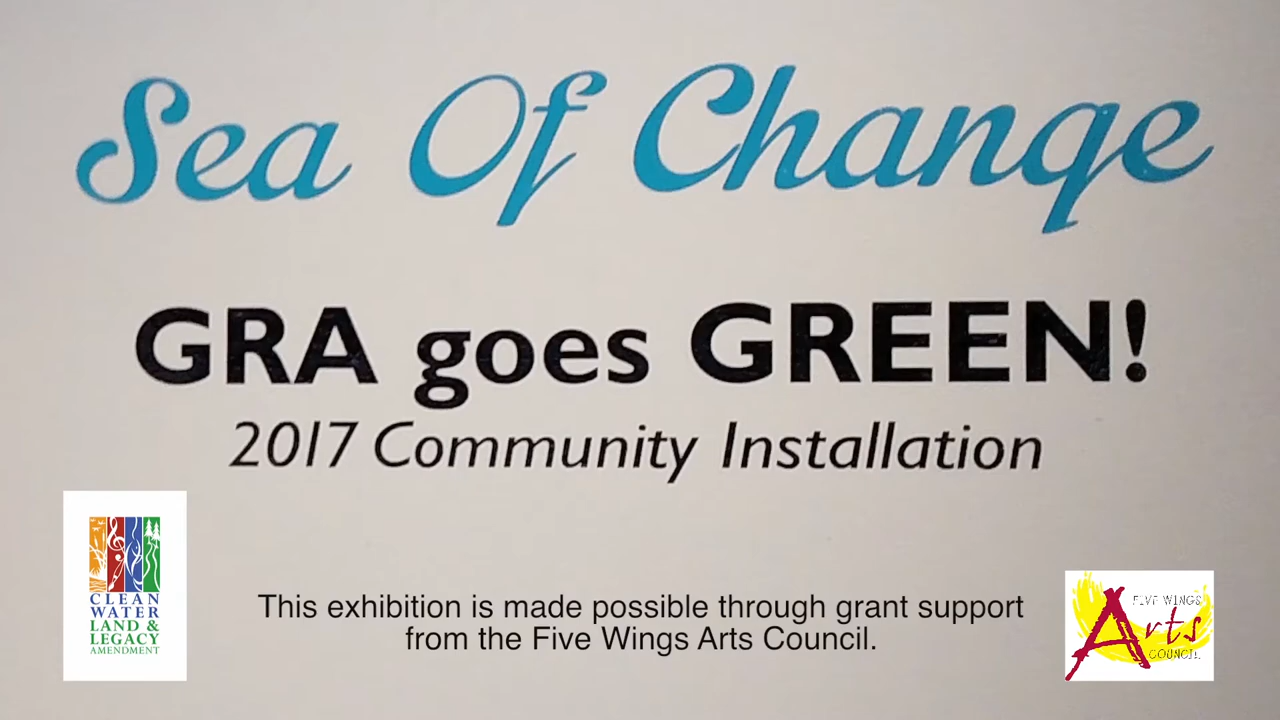 Sea Of Change
GRA goes GREEN!
2017 Community Installation
CLEAN
WATER
LAND &
LEGACY
AMENDMENT
This exhibition is made possible through grant support
from the Five Wings Arts Council.
FIVE WINGS
Arts
COUNCIL